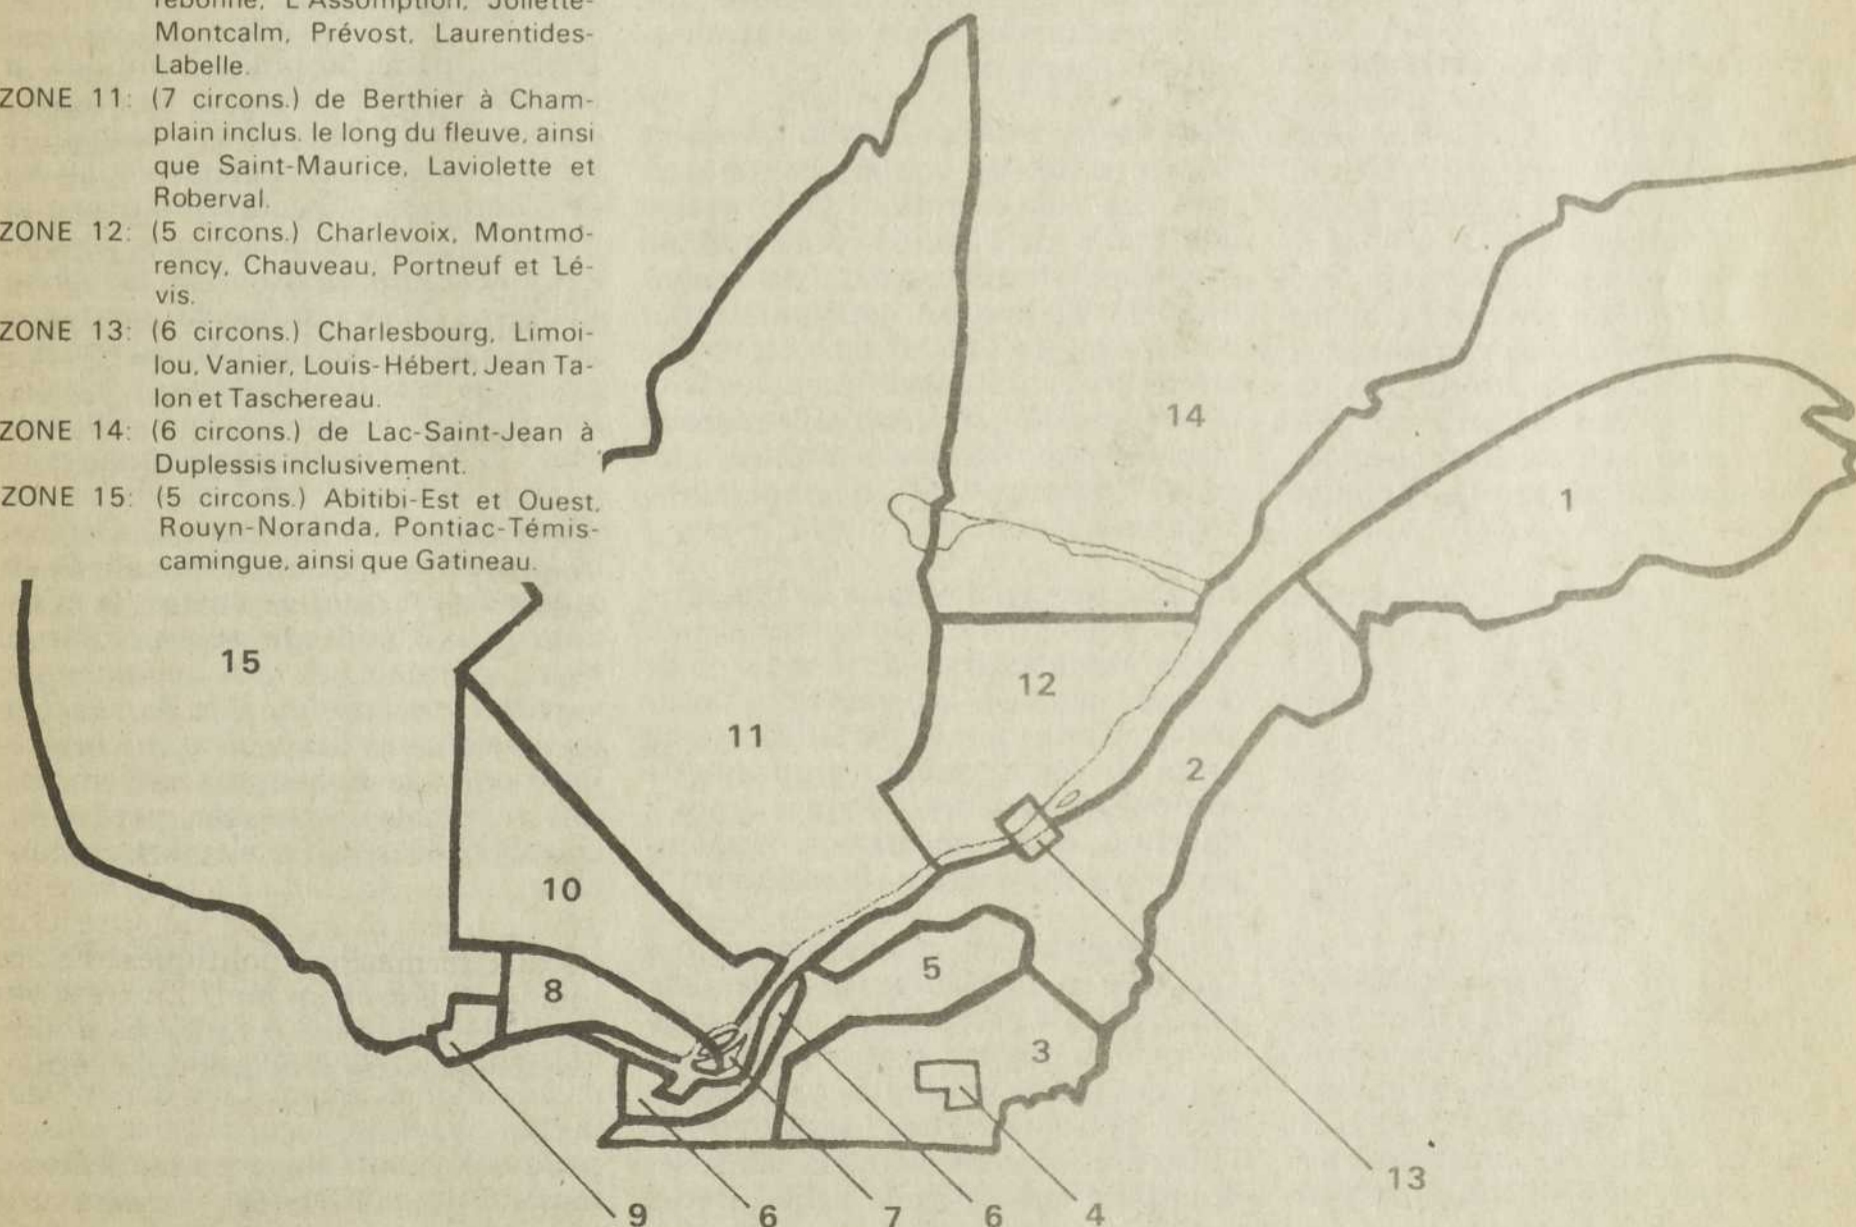 rebonne, L'Assomption, Joliette-
Montcalm, Prévost, Laurentides-
Labelle.
ZONE 11: (7 circons.) de Berthier à Cham-
plain inclus. le long du fleuve, ainsi
que Saint-Maurice, Laviolette et
Roberval.
ZONE 12: (5 circons.) Charlevoix, Montmo-
rency, Chauveau, Portneuf et Lé-
vis.
ZONE 13: (6 circons.) Charlesbourg, Limoi-
lou, Vanier, Louis-Hébert, Jean Ta-
lon et Taschereau.
ZONE 14: (6 circons.) de Lac-Saint-Jean à
Duplessis inclusivement.
ZONE 15: (5 circons.) Abitibi-Est et Ouest,
Rouyn-Noranda, Pontiac-Témis-
camingue, ainsi que Gatineau.
14
1
15
12
11
2
10
5
8
3
13
9
6
7
6
4